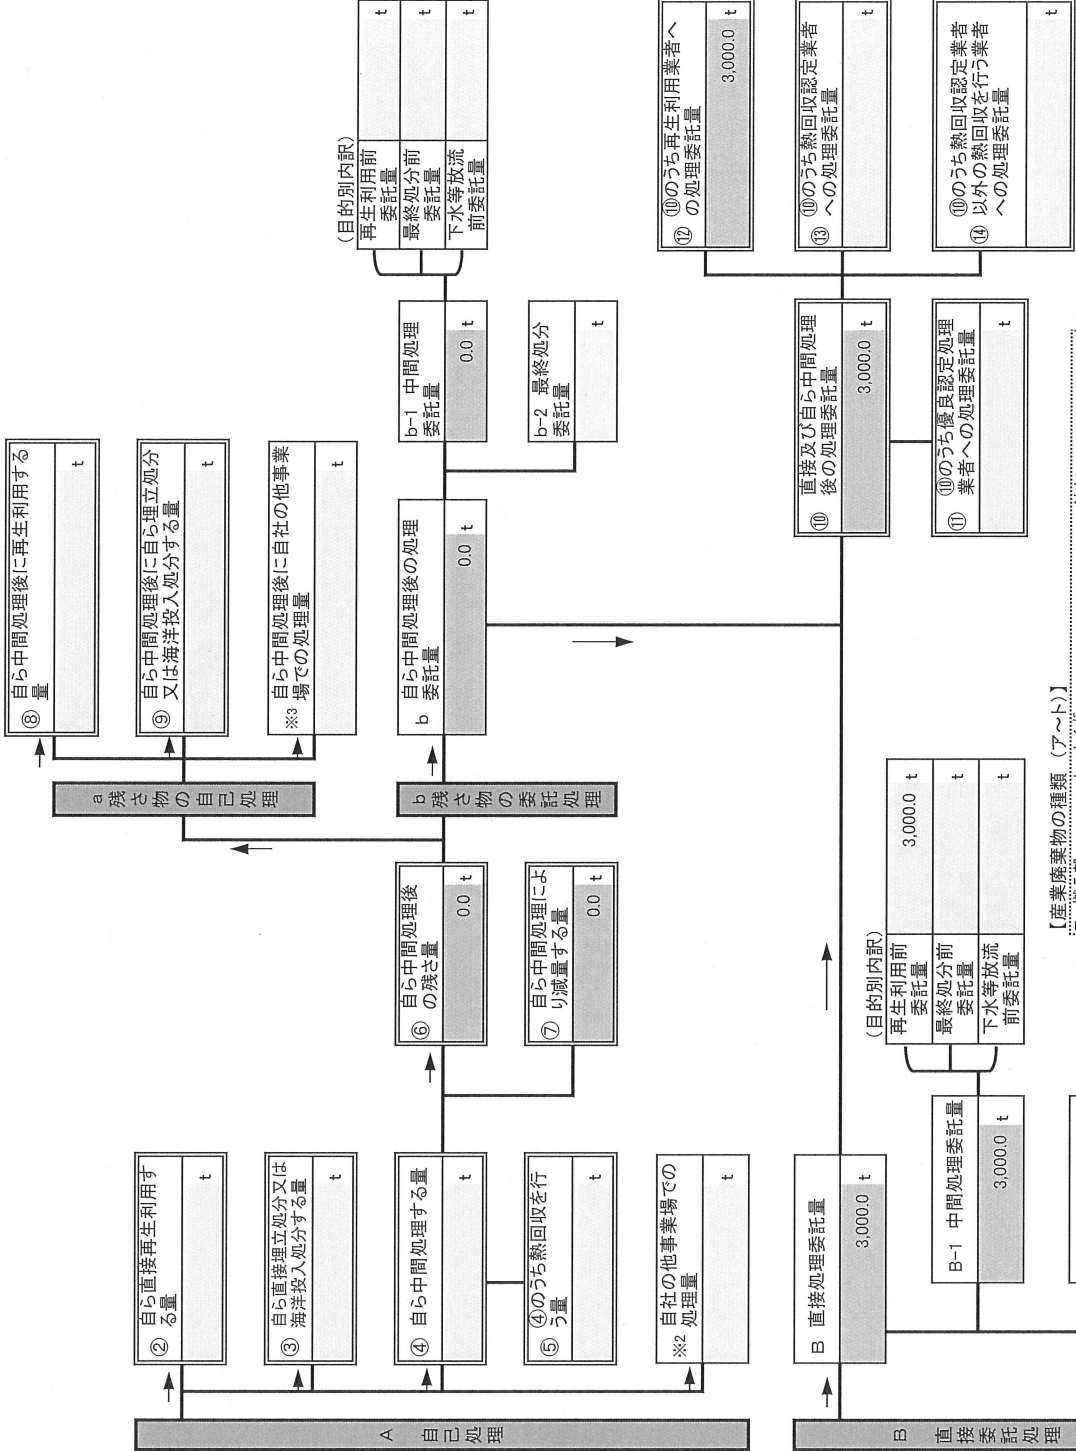 A
自己処理
② 自ら直接再生利用す
る量
t
③ 自ら直接埋立処分又は
海洋投入処分する量
t
④ 自ら中間処理する量
t
⑤ ④のうち熱回収を行
う量
t
※2 自社の他事業場での
処理量
t
⑥ 自ら中間処理後
の残さ量
0.0 t
⑦ 自ら中間処理によ
り減量する量
0.0 t
a
残さ物の自己処理
⑧ 自ら中間処理後に再生利用する
量
t
⑨ 自ら中間処理後に自ら埋立処分
又は海洋投入処分する量
t
※3 自ら中間処理後に自社の他事業
場での処理量
t
b
残さ物の委託処理
b 自ら中間処理後の処理
委託量
0.0 t
b-1 中間処理
委託量
0.0 t
b-2 最終処分
委託量
t
(目的別内訳)
再生利用前
委託量
t
最終処分前
委託量
t
下水等放流
前委託量
t
B
直接委託処理
B 直接処理委託量
3,000.0 t
B-1 中間処理委託量
3,000.0 t
(目的別内訳)
再生利用前
委託量
3,000.0 t
最終処分前
委託量
t
下水等放流
前委託量
t
⑩ 直接及び自ら中間処理
後の処理委託量
3,000.0 t
⑪ ⑩のうち優良認定処理
業者への処理委託量
t
⑫ ⑩のうち再生利用業者へ
の処理委託量
3,000.0 t
⑬ ⑩のうち熱回収認定業者
への処理委託量
t
⑭ ⑩のうち熱回収認定業者
以外の熱回収を行う業者
への処理委託量
t
【産業廃棄物の種類 (ア~ト)】